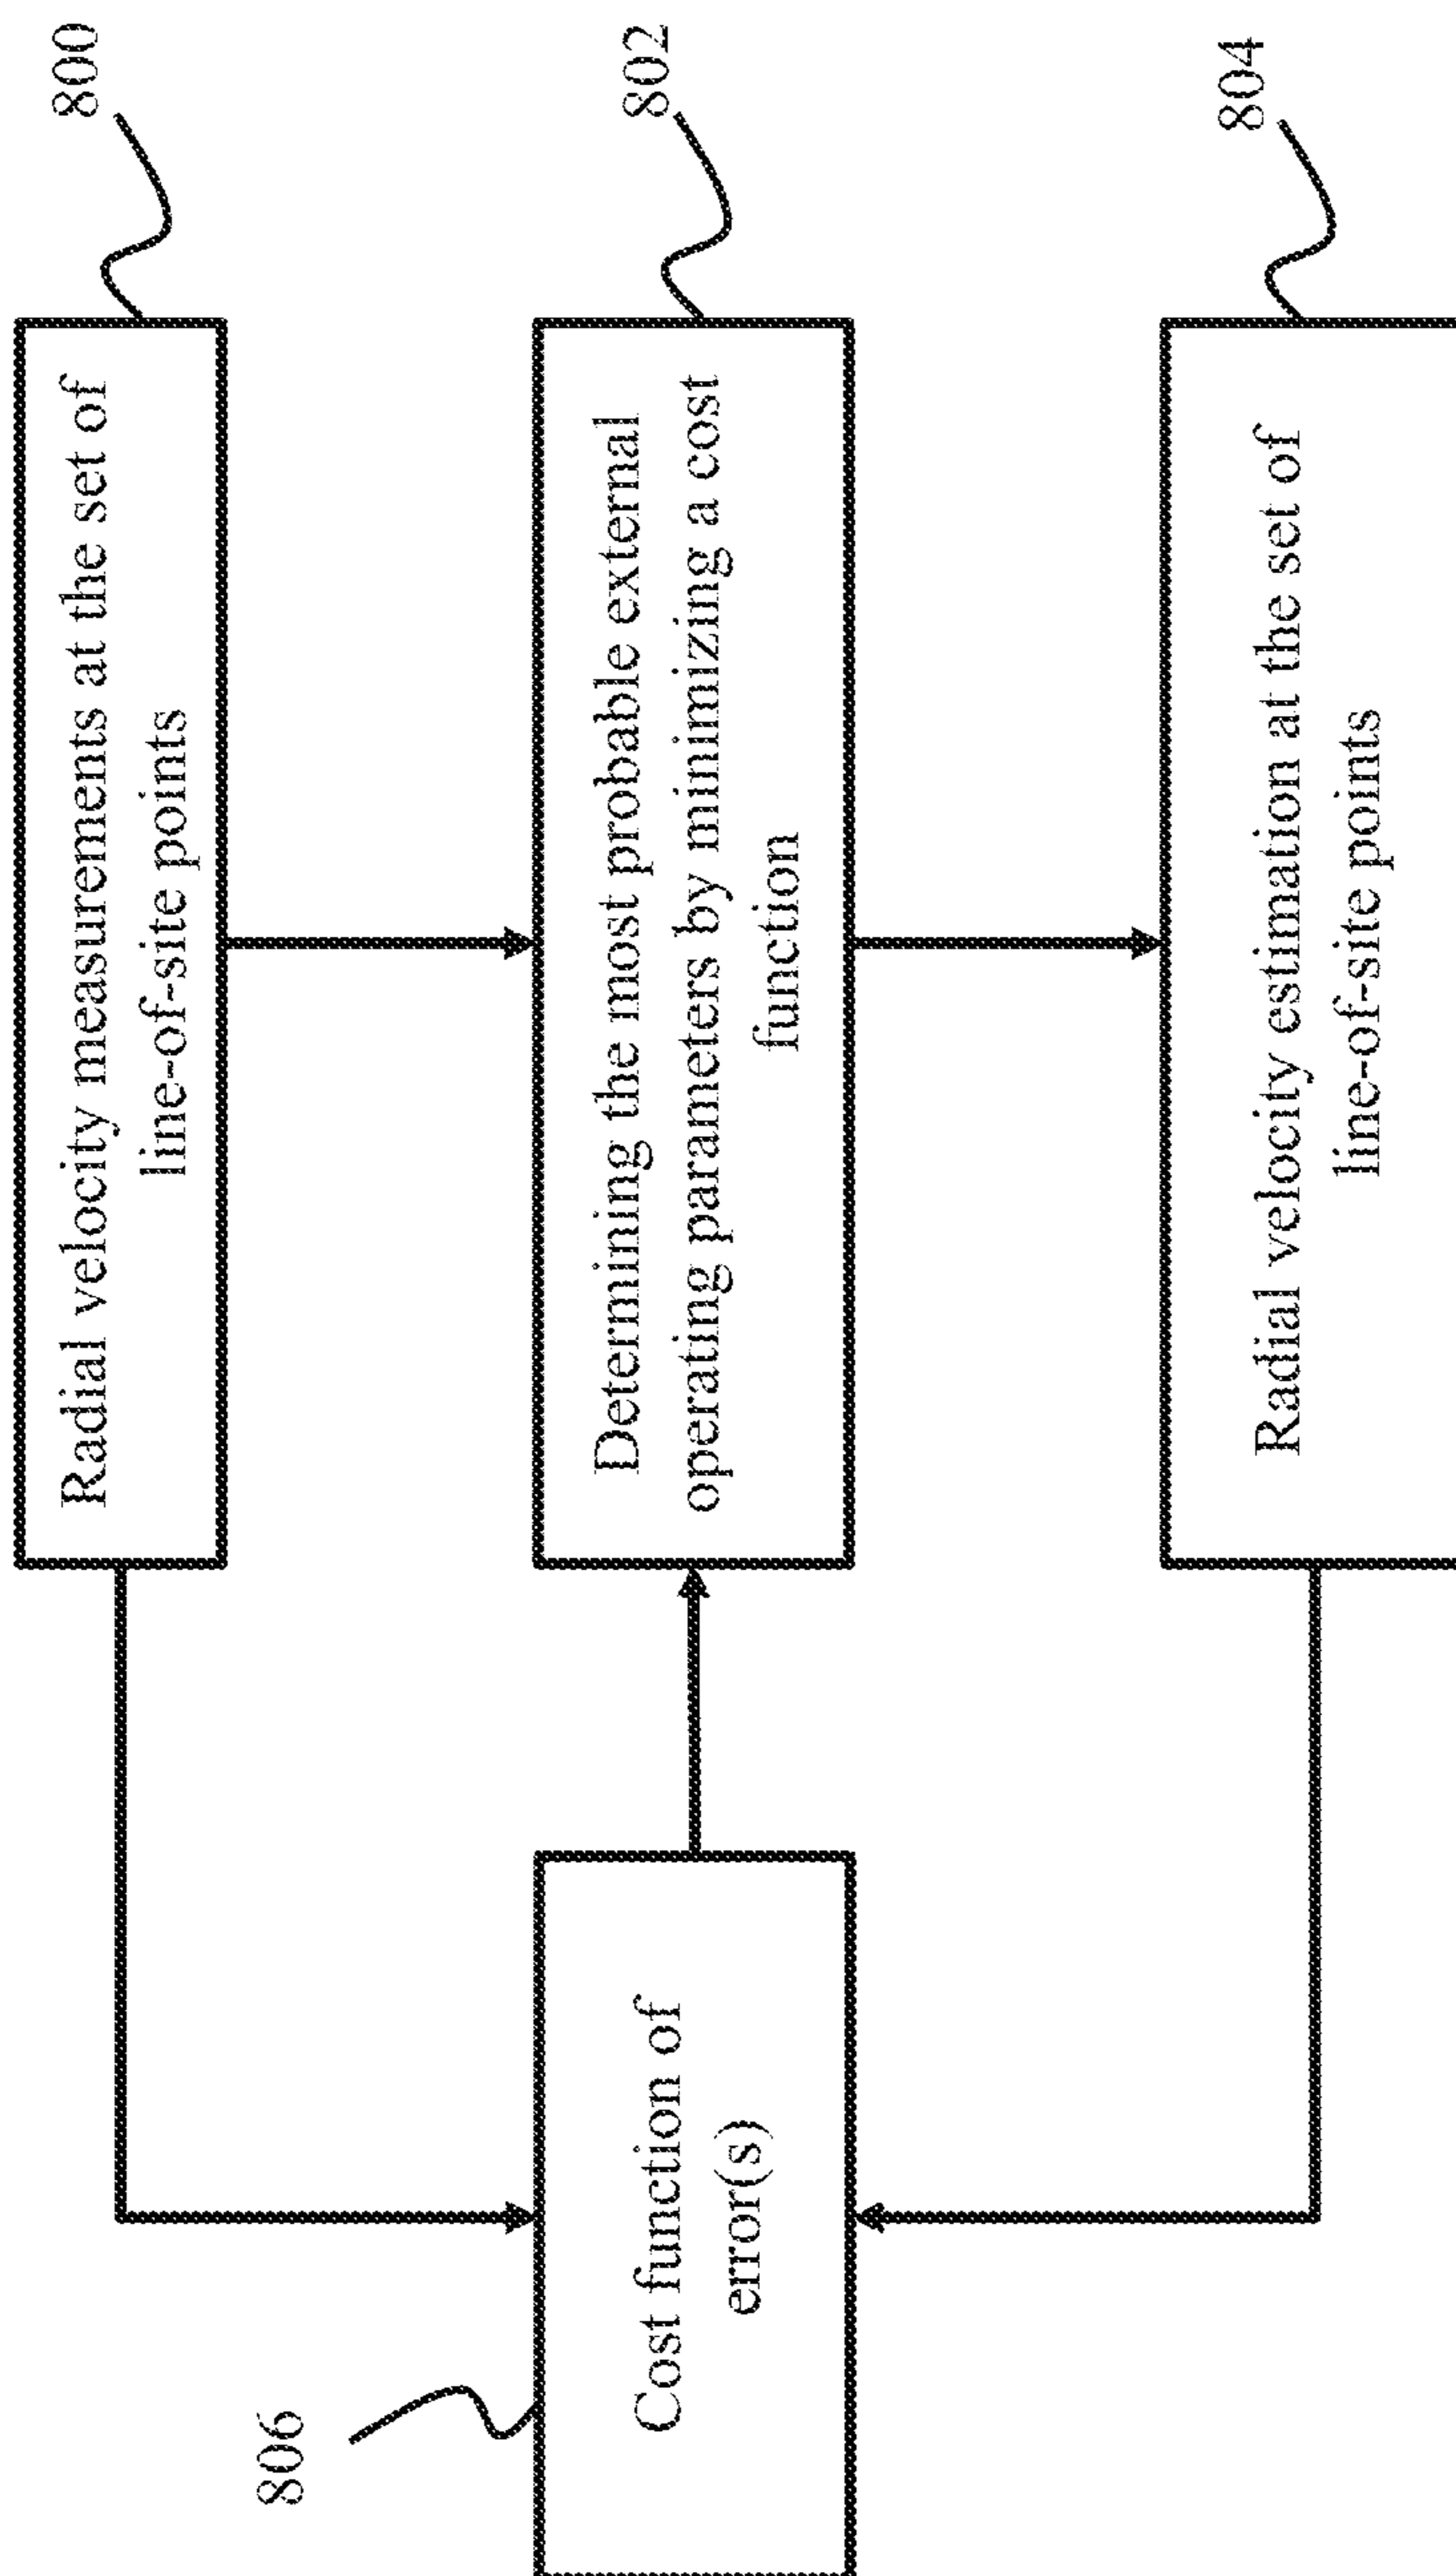 Radial velocity measurements at the set of
line-of-site points
800
Determining the most probable external
operating parameters by minimizing a cost
function
802
Radial velocity estimation at the set of
line-of-site points
804
806
Cost function of
error(s)